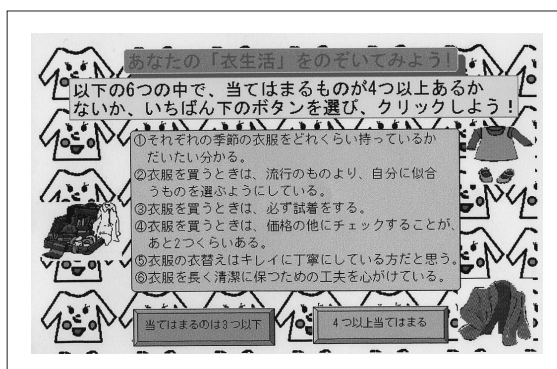 あなたの「衣生活」をのぞいてみよう!
以下の6つの中で、当てはまるものが4つ以上あるか
ないか、いちばん下のボタンを選び、クリックしよう!
①それぞれの季節の衣服をどれくらい持っているか
だいたい分かる。
②衣服を買うときは、流行のものより、自分に似合
うものを選ぶようにしている。
③衣服を買うときは、必ず試着をする。
④衣服を買うときは、価格の他にチェックすることが、
あと2つくらいある。
⑤衣服の衣替えはキレイに丁寧にしている方だと思う。
⑥衣服を長く清潔に保つための工夫を心がけている。
当てはまるのは3つ以下
4つ以上当てはまる